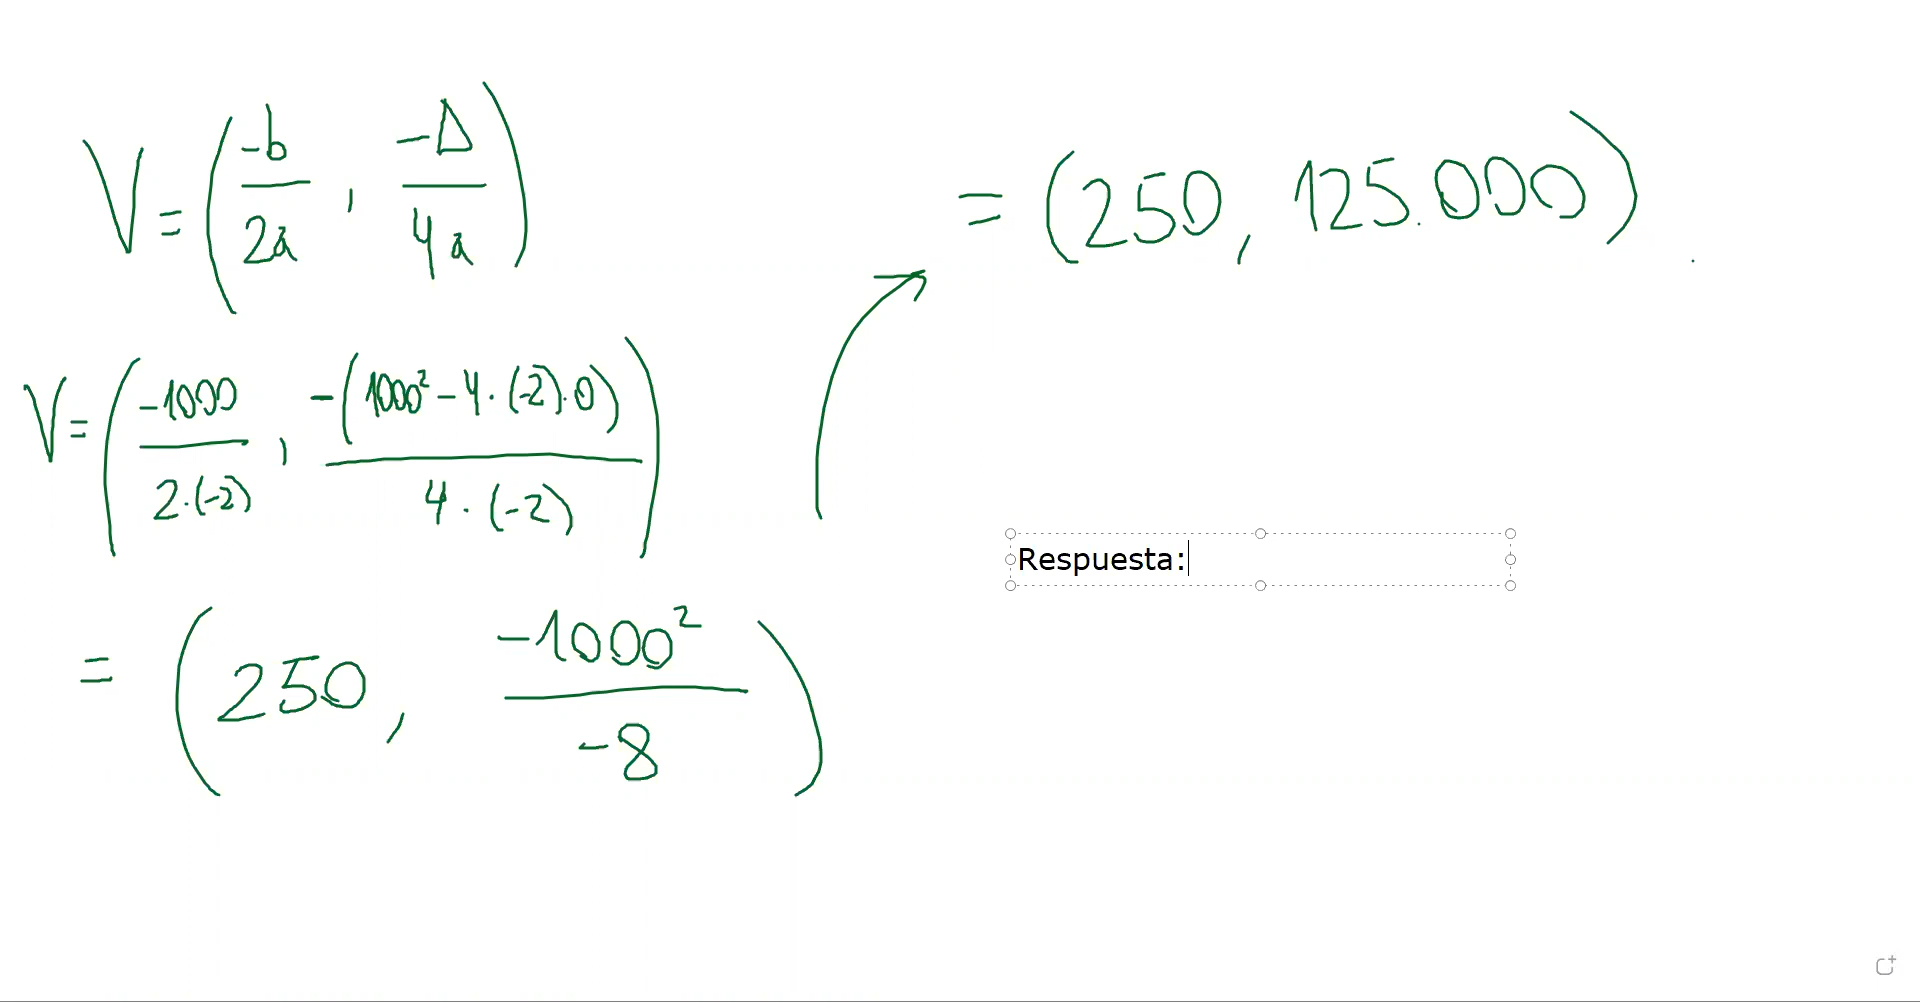 V = ( -b/2a , -Δ/4a )
V = ( -1000/2·(-2) , -(1000² - 4·(-2)·0)/4·(-2) )
= ( 250, -1000²/-8 )
= (250, 125.000)
Respuesta: